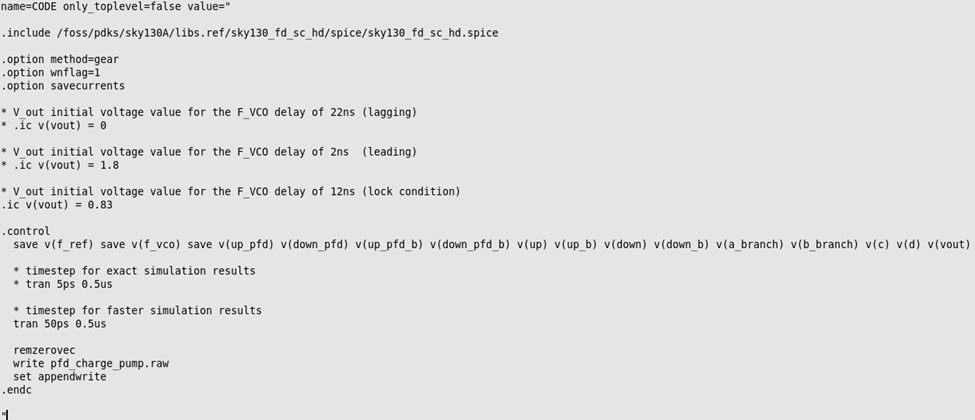 name=CODE only_toplevel=false value="
.include /foss/pdks/sky130A/libs.ref/sky130_fd_sc_hd/spice/sky130_fd_sc_hd.spice
.option method=gear
.option wnflag=1
.option savecurrents
* V_out initial voltage value for the F_VCO delay of 22ns (lagging)
* .ic v(vout) = 0
* V_out initial voltage value for the F_VCO delay of 2ns  (leading)
* .ic v(vout) = 1.8
* V_out initial voltage value for the F_VCO delay of 12ns (lock condition)
.ic v(vout) = 0.83
.control
  save v(f_ref) save v(f_vco) save v(up_pfd) v(down_pfd) v(up_pfd_b) v(down_pfd_b) v(up) v(up_b) v(down) v(down_b) v(a_branch) v(b_branch) v(c) v(d) v(vout)
  * timestep for exact simulation results
  * tran 5ps 0.5us
  * timestep for faster simulation results
  tran 50ps 0.5us
  remzerovec
  write pfd_charge_pump.raw
  set appendwrite
.endc
"